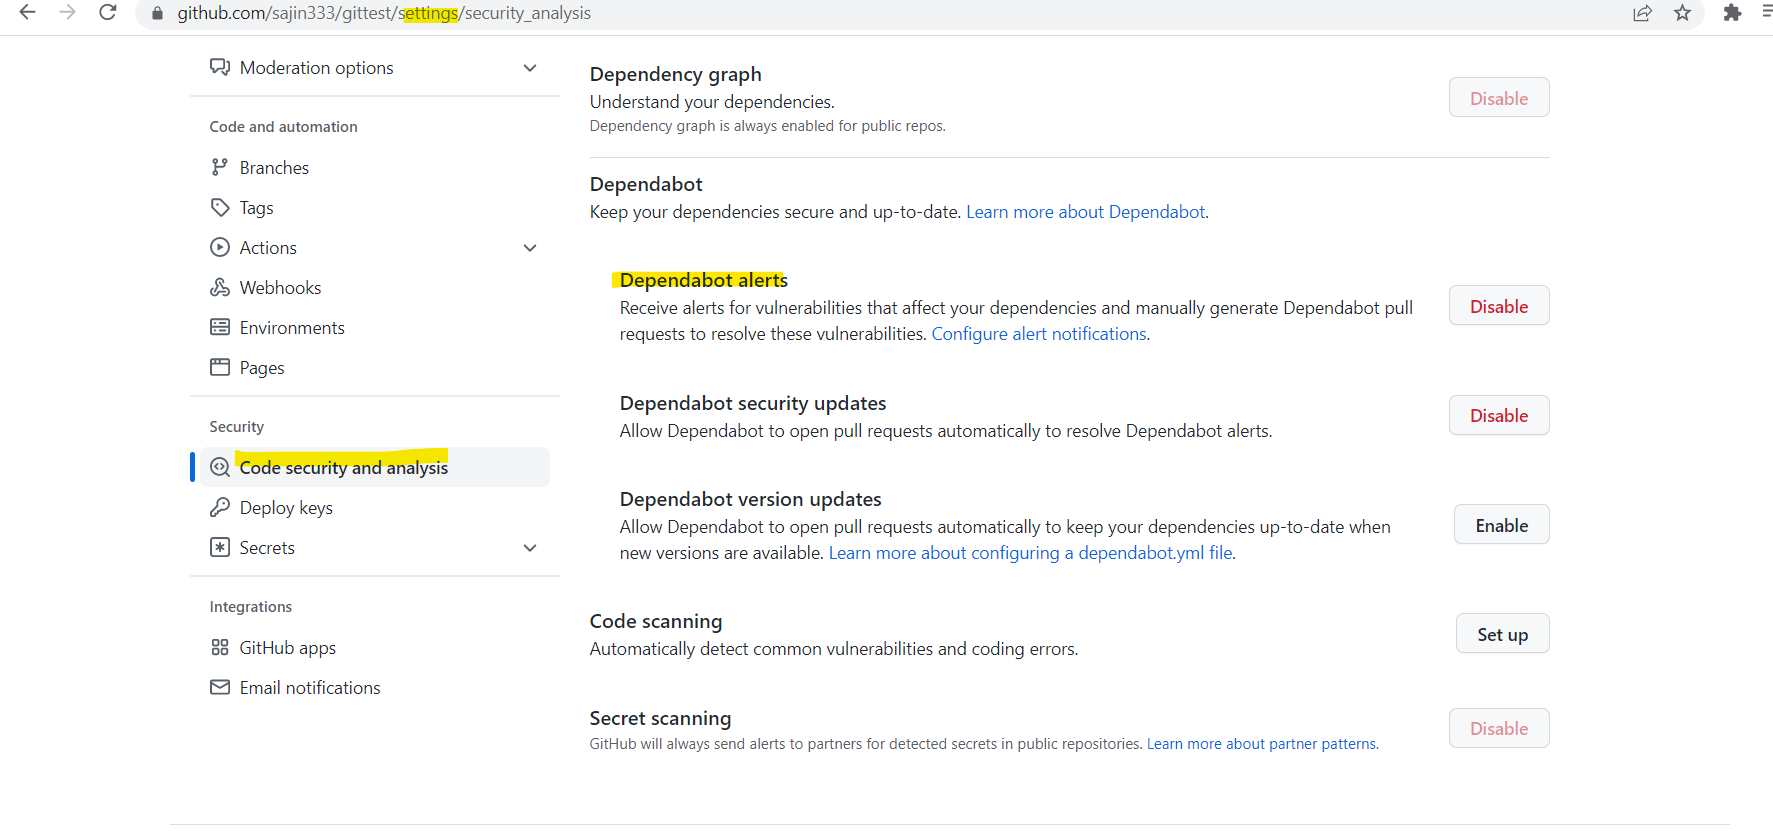 github.com/sajin333/gittest/settings/security_analysis
Moderation options
Code and automation
Branches
Tags
Actions
Webhooks
Environments
Pages
Security
Code security and analysis
Deploy keys
Secrets
Integrations
GitHub apps
Email notifications
Dependency graph
Understand your dependencies.
Dependency graph is always enabled for public repos.
Disable
Dependabot
Keep your dependencies secure and up-to-date. Learn more about Dependabot.
Dependabot alerts
Receive alerts for vulnerabilities that affect your dependencies and manually generate Dependabot pull
requests to resolve these vulnerabilities. Configure alert notifications.
Disable
Dependabot security updates
Allow Dependabot to open pull requests automatically to resolve Dependabot alerts.
Disable
Dependabot version updates
Allow Dependabot to open pull requests automatically to keep your dependencies up-to-date when
new versions are available. Learn more about configuring a dependabot.yml file.
Enable
Code scanning
Automatically detect common vulnerabilities and coding errors.
Set up
Secret scanning
GitHub will always send alerts to partners for detected secrets in public repositories. Learn more about partner patterns.
Disable